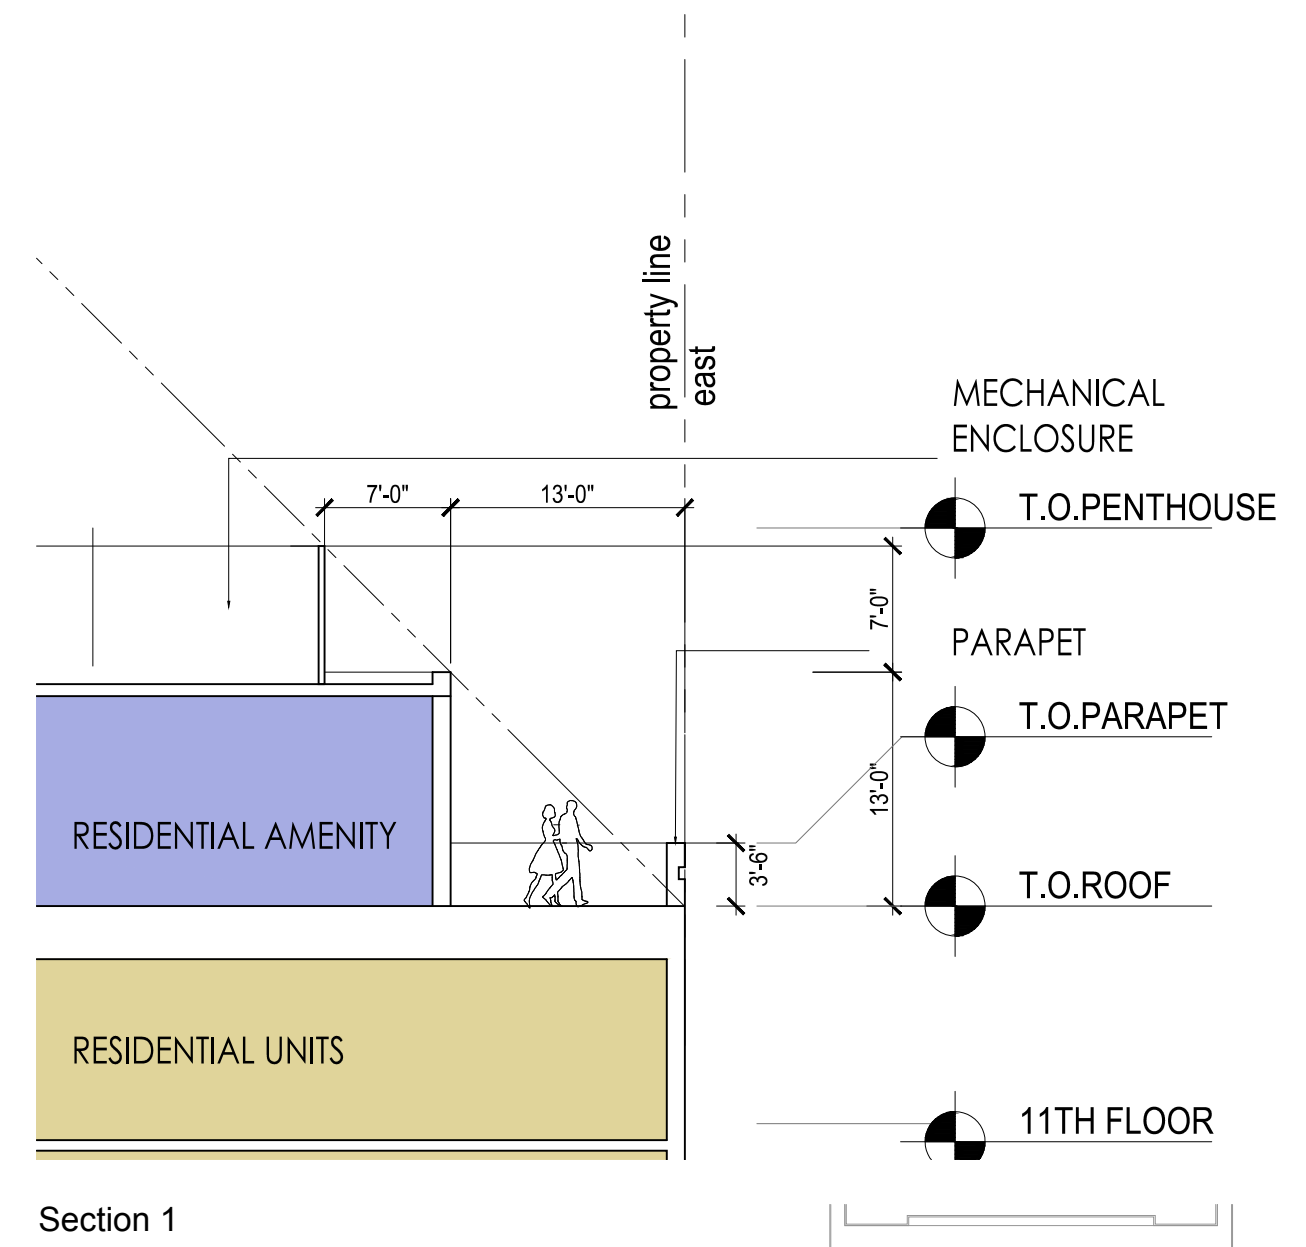 property line
east
MECHANICAL
ENCLOSURE
7'-0"
13'-0"
T.O.PENTHOUSE
7'-0"
PARAPET
T.O.PARAPET
13'-0"
RESIDENTIAL AMENITY
3'-6"
T.O.ROOF
RESIDENTIAL UNITS
11TH FLOOR
Section 1